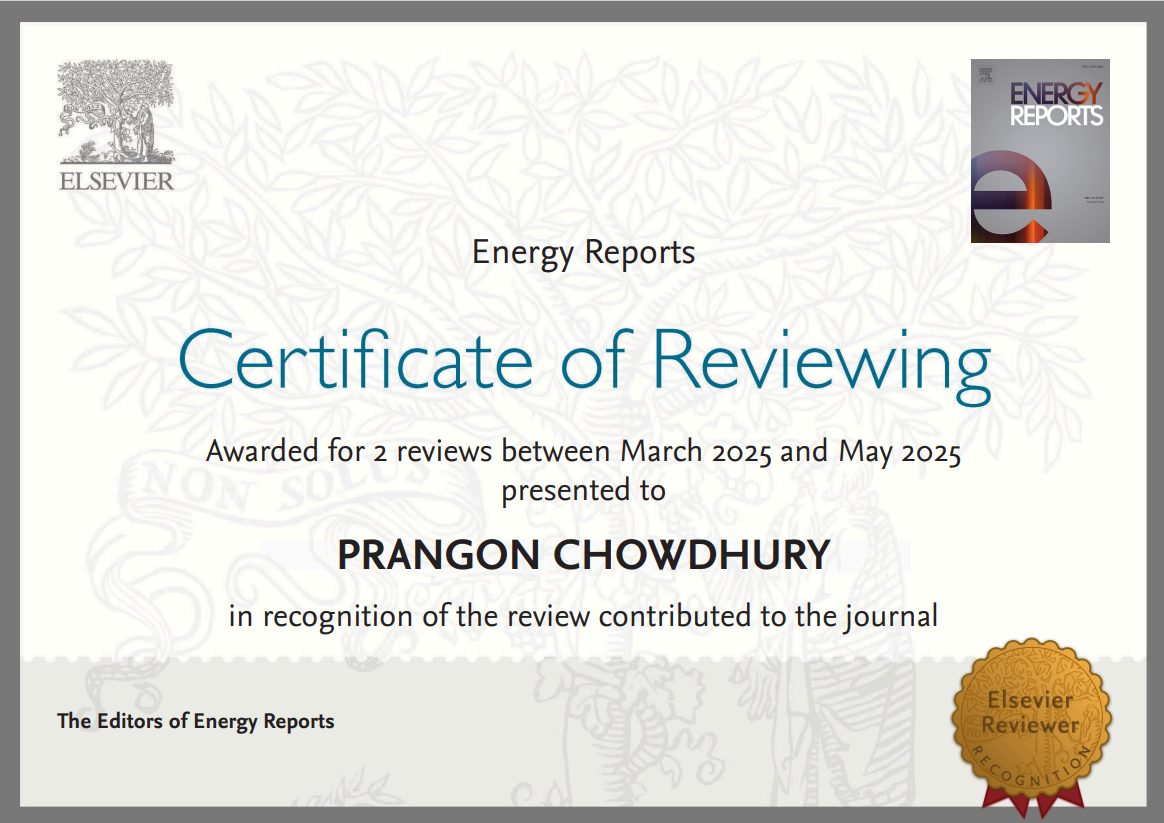 ELSEVIER
ENERGY
REPORTS
Energy Reports
Certificate of Reviewing
Awarded for 2 reviews between March 2025 and May 2025
presented to
NON SOLUS
PRANGON CHOWDHURY
in recognition of the review contributed to the journal
The Editors of Energy Reports
Elsevier
Reviewer
RECOGNITION